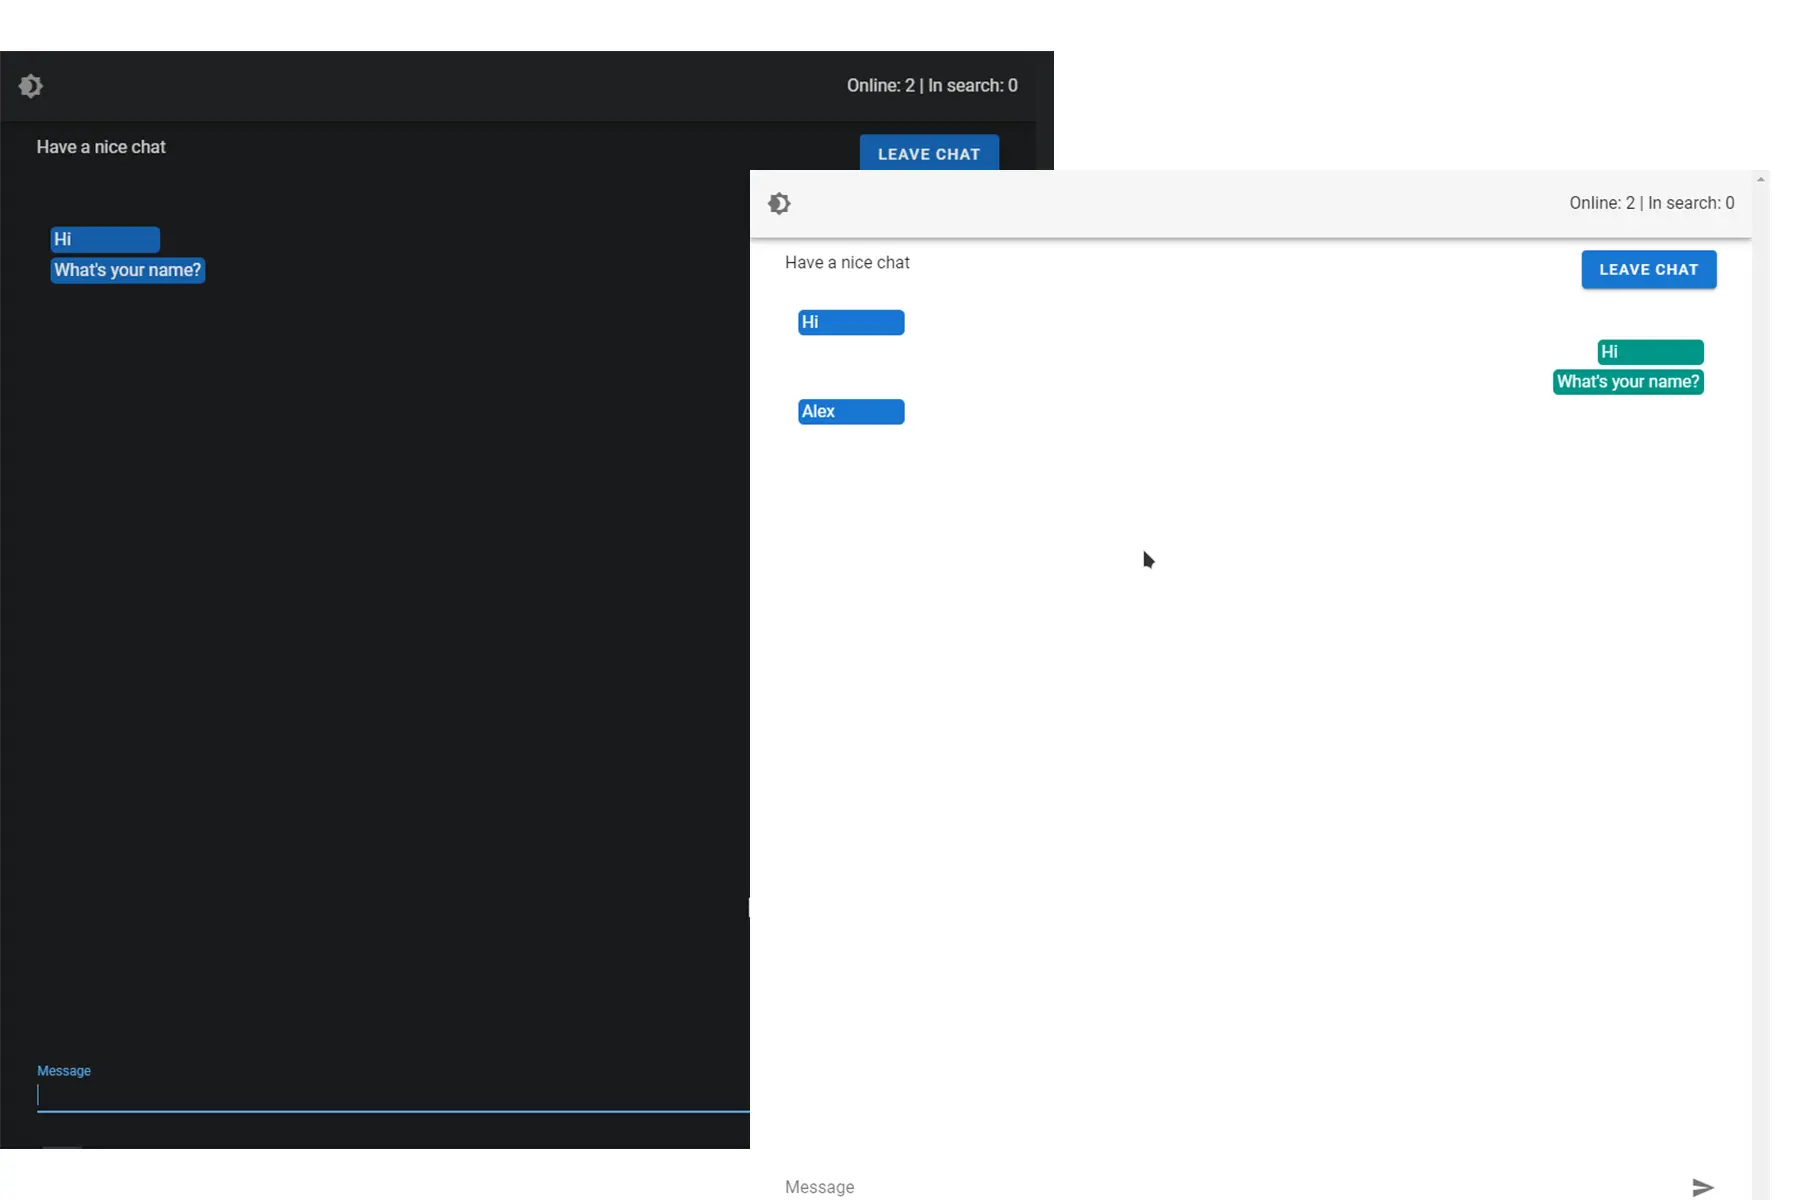 Online: 2 | In search: 0
Have a nice chat
LEAVE CHAT
Hi
What's your name?
Message
Online: 2 | In search: 0
Have a nice chat
LEAVE CHAT
Hi
Hi
What's your name?
Alex
Message